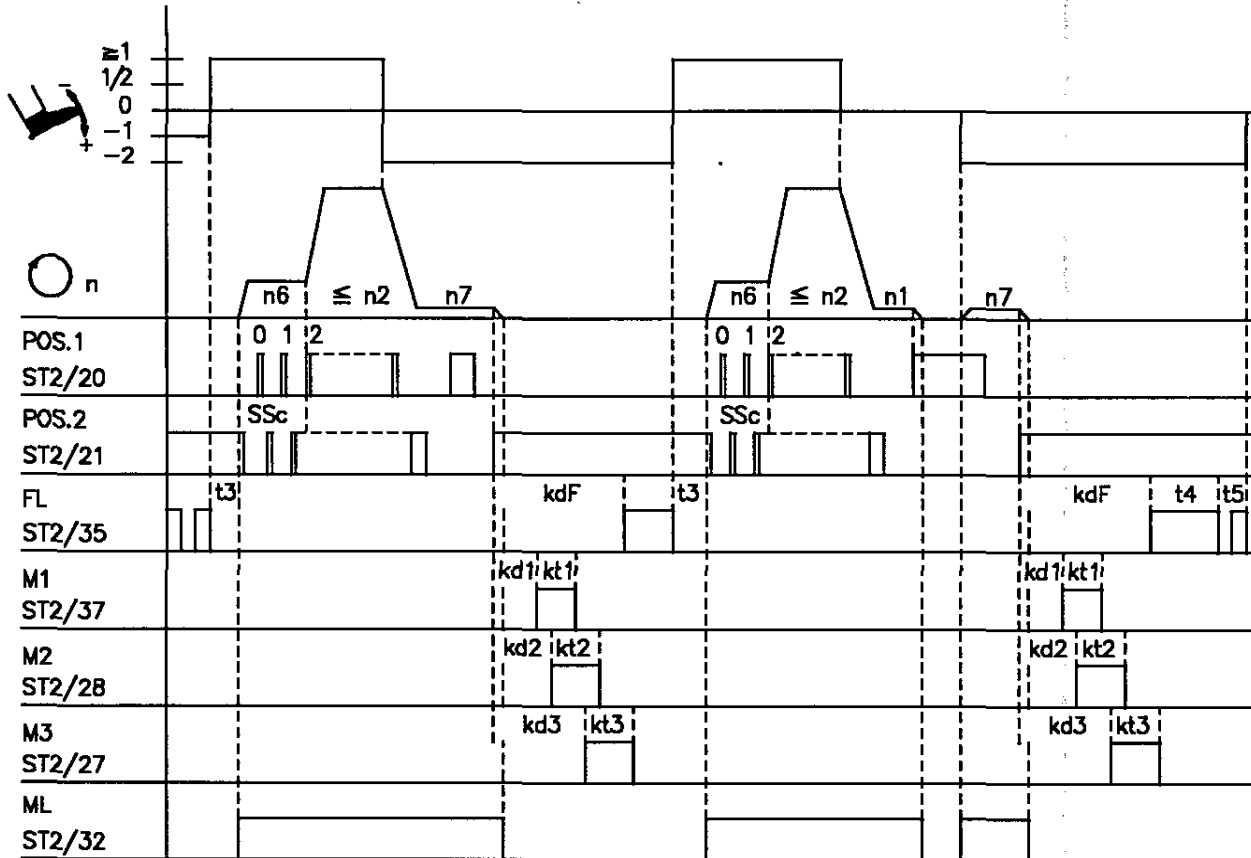 ≧1
1/2
0
-1
-2
−
+
n
n6 ≦ n2 n7 n6 ≦ n2 n1 n7
POS.1 0 1 2 0 1 2
ST2/20
POS.2 SSc SSc
ST2/21
FL t3 kdF t3 kdF t4 t5
ST2/35
M1 kd1 kt1 kd1 kt1
ST2/37
M2 kd2 kt2 kd2 kt2
ST2/28
M3 kd3 kt3 kd3 kt3
ST2/27
ML
ST2/32